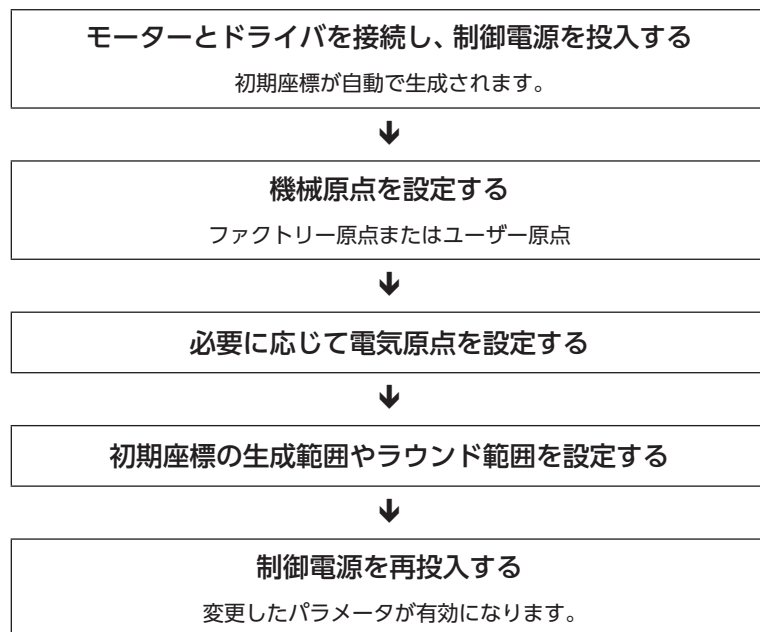 モーターとドライバを接続し、制御電源を投入する
初期座標が自動で生成されます。
機械原点を設定する
ファクトリー原点またはユーザー原点
必要に応じて電気原点を設定する
初期座標の生成範囲やラウンド範囲を設定する
制御電源を再投入する
変更したパラメータが有効になります。